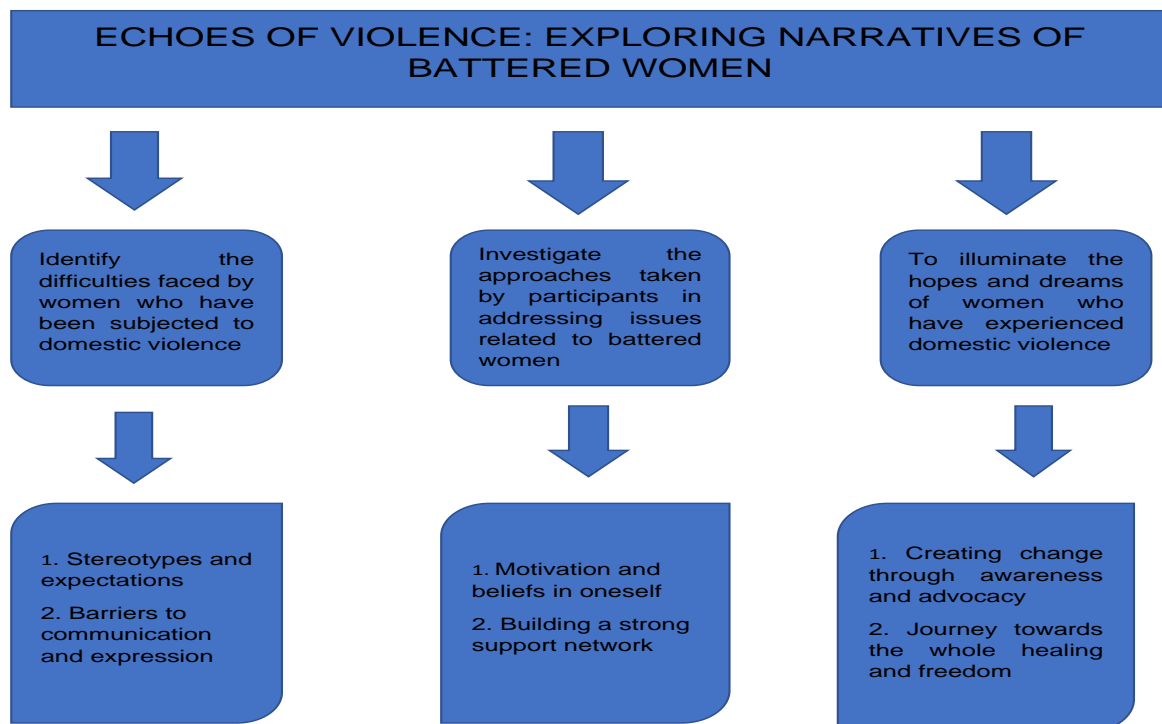 ECHOES OF VIOLENCE: EXPLORING NARRATIVES OF
BATTERED WOMEN
Identify the
difficulties faced by
women who have
been subjected to
domestic violence
Investigate the
approaches taken
by participants in
addressing issues
related to battered
women
To illuminate the
hopes and dreams
of women who
have experienced
domestic violence
1. Stereotypes and
expectations
2. Barriers to
communication
and expression
1. Motivation and
beliefs in oneself
2. Building a strong
support network
1. Creating change
through awareness
and advocacy
2. Journey towards
the whole healing
and freedom